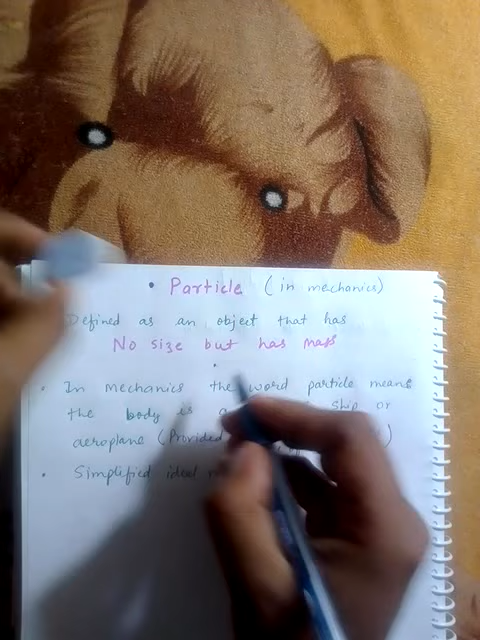 • Particle (in mechanics)
Defined as an object that has
No size but has mass
• In mechanics the word particle means
the body is a ship or
aeroplane (Provided )
• Simplified ideal